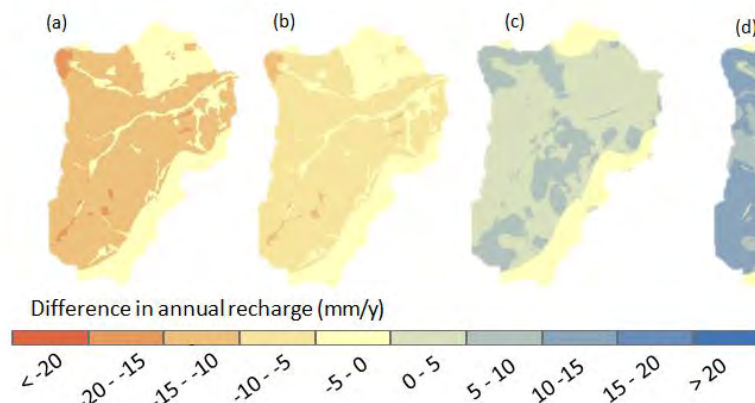 (a)
(b)
(c)
(d)
Difference in annual recharge (mm/y)
< -20
-20 - -15
-15 - -10
-10 - -5
-5 - 0
0 - 5
5 - 10
10 -15
15 - 20
> 20